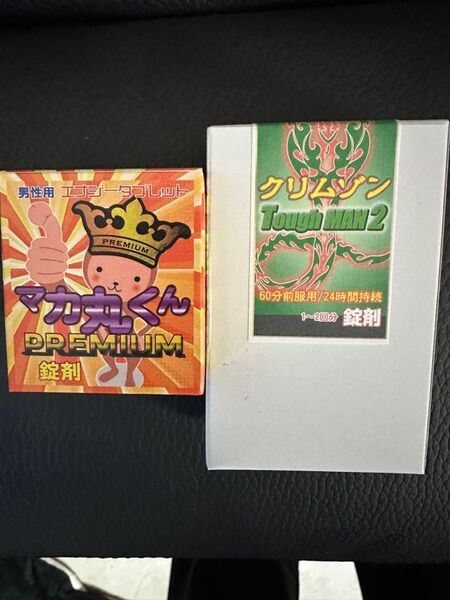 男性用 エナジータブレット
PREMIUM
マカ丸くん
PREMIUM
錠剤
クリムゾン
Tough MAN 2
60分前服用/24時間持続
1～2回分 錠剤